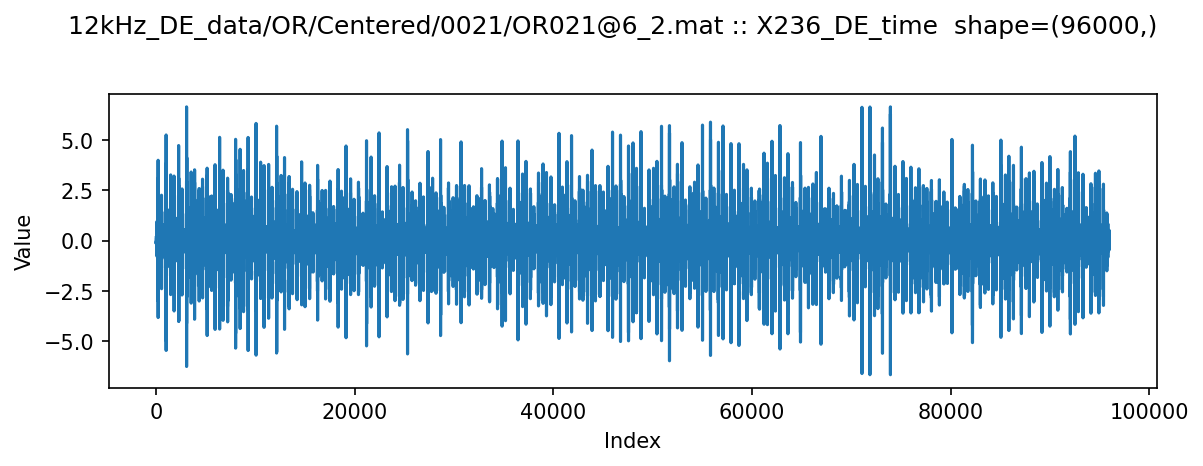 12kHz_DE_data/OR/Centered/0021/OR021@6_2.mat :: X236_DE_time  shape=(96000,)
5.0
2.5
0.0
−2.5
−5.0
Value
0 20000 40000 60000 80000 100000
Index